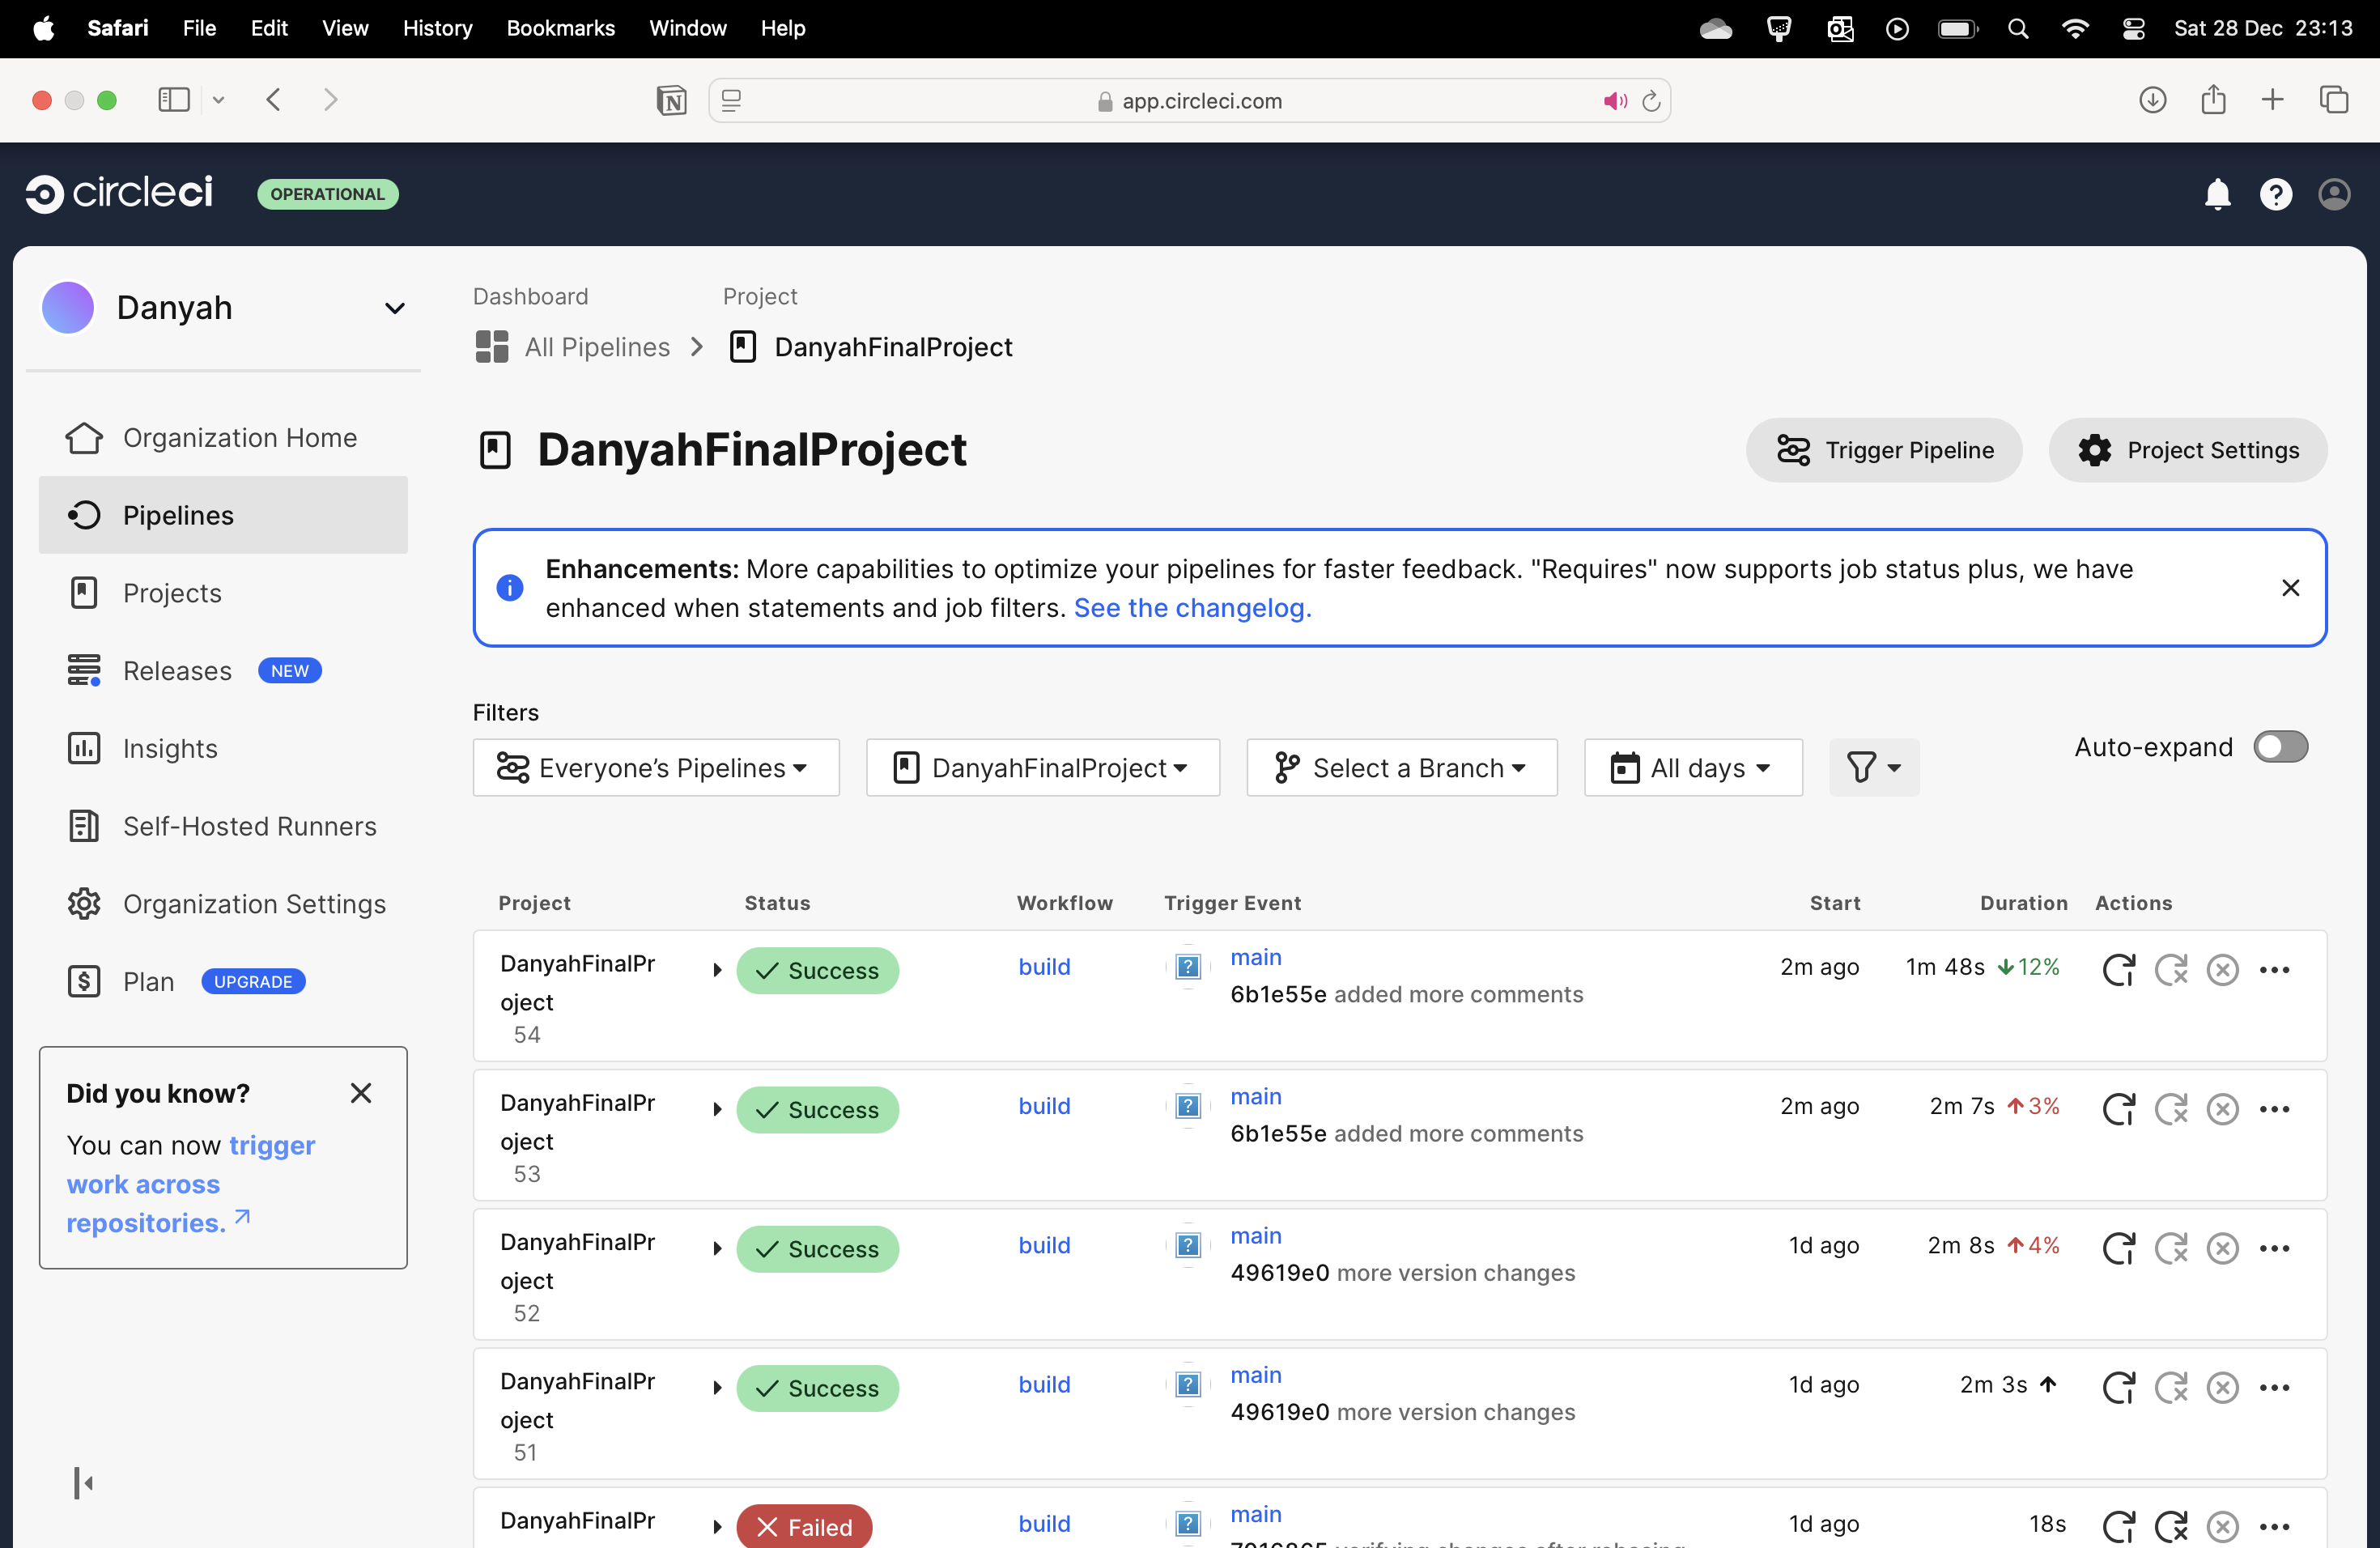 Safari File Edit View History Bookmarks Window Help Sat 28 Dec 23:13
app.circleci.com
circleci OPERATIONAL
Danyah
Organization Home
Pipelines
Projects
Releases NEW
Insights
Self-Hosted Runners
Organization Settings
Plan UPGRADE
Did you know?
You can now trigger
work across
repositories.
Dashboard Project
All Pipelines DanyahFinalProject
DanyahFinalProject
Trigger Pipeline Project Settings
Enhancements: More capabilities to optimize your pipelines for faster feedback. "Requires" now supports job status plus, we have
enhanced when statements and job filters. See the changelog.
Filters
Everyone’s Pipelines DanyahFinalProject Select a Branch All days
Auto-expand
Project Status Workflow Trigger Event Start Duration Actions
DanyahFinalPr
oject
54
Success build main 2m ago 1m 48s 12%
6b1e55e added more comments
DanyahFinalPr
oject
53
Success build main 2m ago 2m 7s 3%
6b1e55e added more comments
DanyahFinalPr
oject
52
Success build main 1d ago 2m 8s 4%
49619e0 more version changes
DanyahFinalPr
oject
51
Success build main 1d ago 2m 3s
49619e0 more version changes
DanyahFinalPr
Failed build main 1d ago 18s